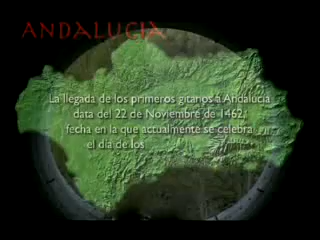 ANDALUCIA
La llegada de los primeros gitanos a Andalucía
data del 22 de Noviembre de 1462,
fecha en la que actualmente se celebra
el día de los